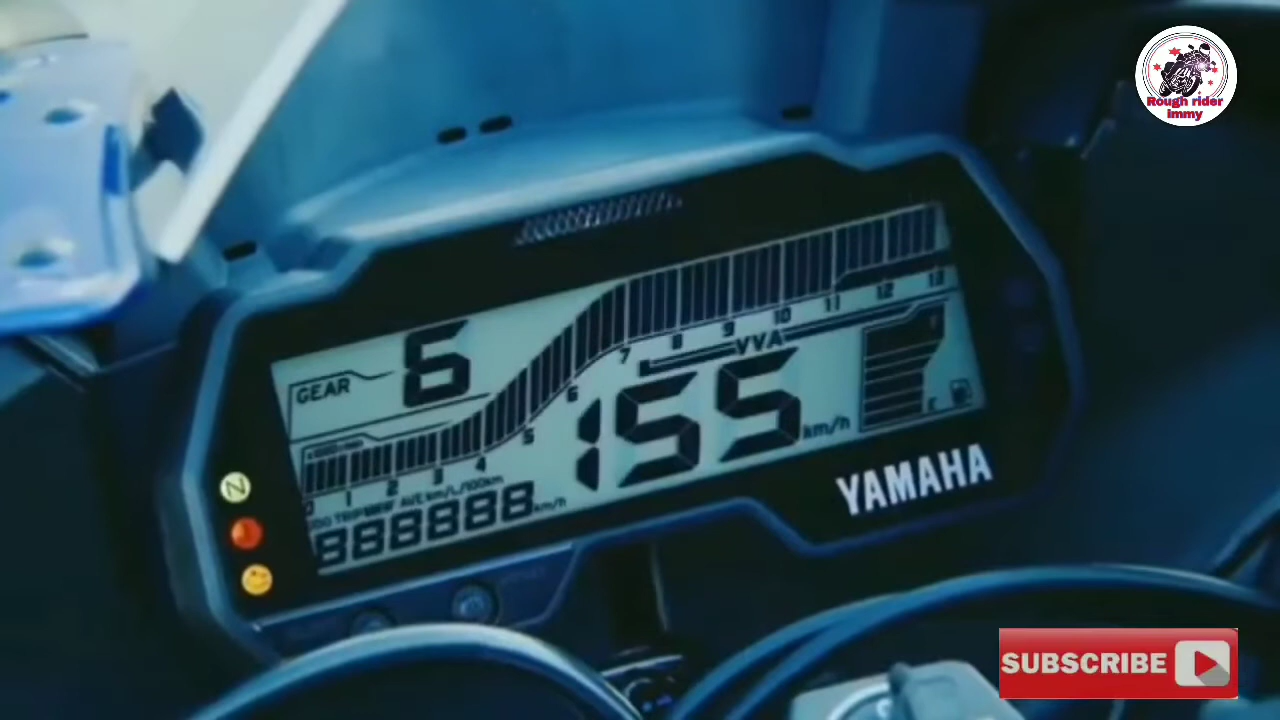 Rough rider
Immy
GEAR 6
0 1 2 3 4 5 6 7 8 9 10 11 12 13
VVA
155 km/h
F
E
888888 km/h
YAMAHA
N
SUBSCRIBE